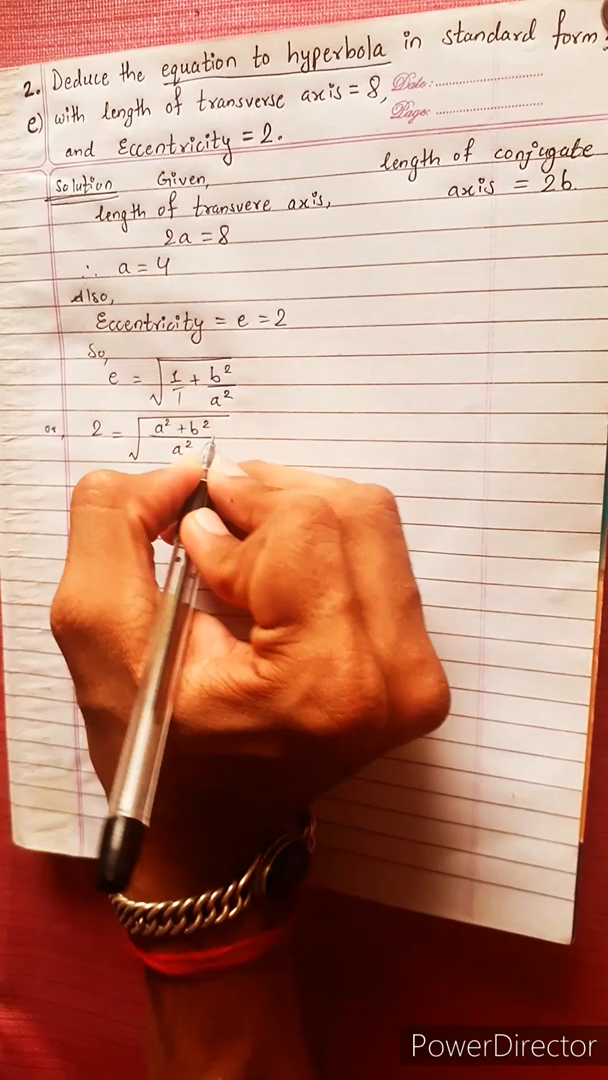 2. Deduce the equation to hyperbola in standard form:
e) with length of transverse axis = 8,
Date: ..............................
Page: ..............................
and Eccentricity = 2.
Solution Given,
length of transvere axis,
2a = 8
∴ a = 4
Also,
Eccentricity = e = 2
So,
e = √(1/1 + b²/a²)
or, 2 = √((a² + b²)/a²)
length of conjugate
axis = 2b.
PowerDirector